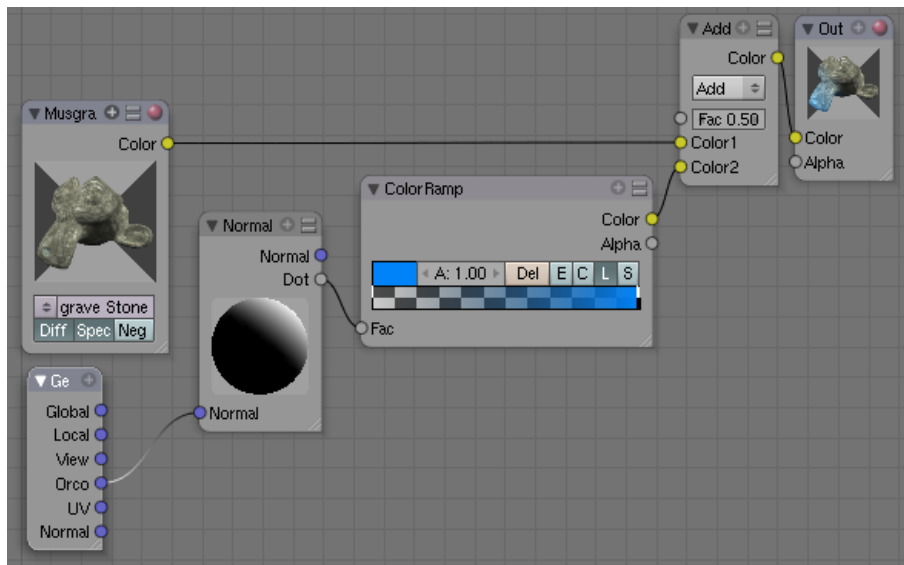 Musgra
Color
grave Stone
Diff Spec Neg
Ge
Global
Local
View
Orco
UV
Normal
Normal
Normal
Dot
Normal
ColorRamp
Color
Alpha
A: 1.00 Del E C L S
Fac
Add
Color
Add
Fac 0.50
Color1
Color2
Out
Color
Alpha